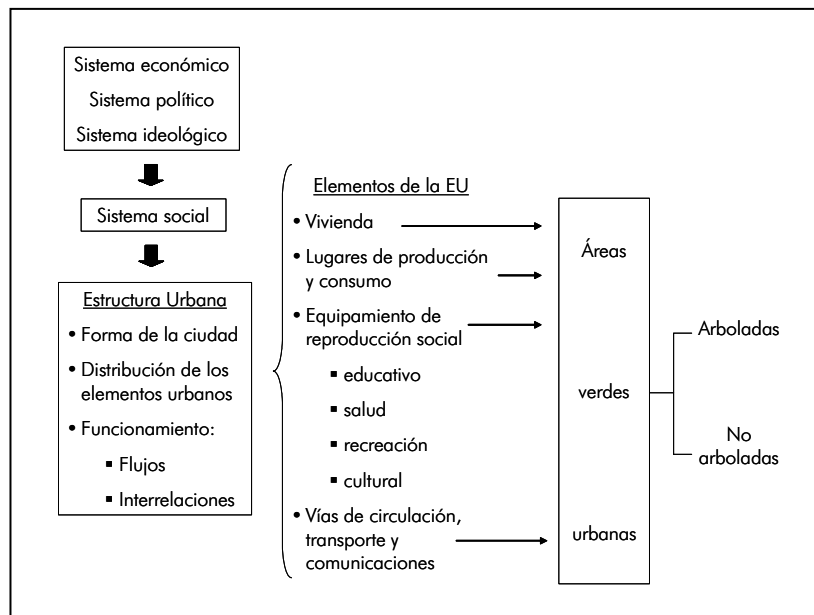 Sistema económico
Sistema político
Sistema ideológico
Sistema social
Estructura Urbana
• Forma de la ciudad
• Distribución de los
elementos urbanos
• Funcionamiento:
▪ Flujos
▪ Interrelaciones
Elementos de la EU
• Vivienda
• Lugares de producción
y consumo
• Equipamiento de
reproducción social
▪ educativo
▪ salud
▪ recreación
▪ cultural
• Vías de circulación,
transporte y
comunicaciones
Áreas
verdes
urbanas
Arboladas
No
arboladas